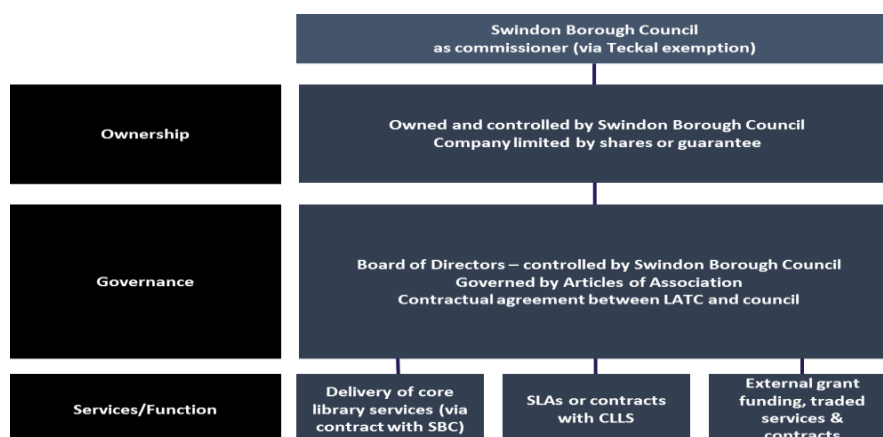 Swindon Borough Council
as commissioner (via Teckal exemption)
Ownership
Owned and controlled by Swindon Borough Council
Company limited by shares or guarantee
Governance
Board of Directors – controlled by Swindon Borough Council
Governed by Articles of Association
Contractual agreement between LATC and council
Services/Function
Delivery of core
library services (via
contract with SBC)
SLAs or contracts
with CLLS
External grant
funding, traded
services &
contracts